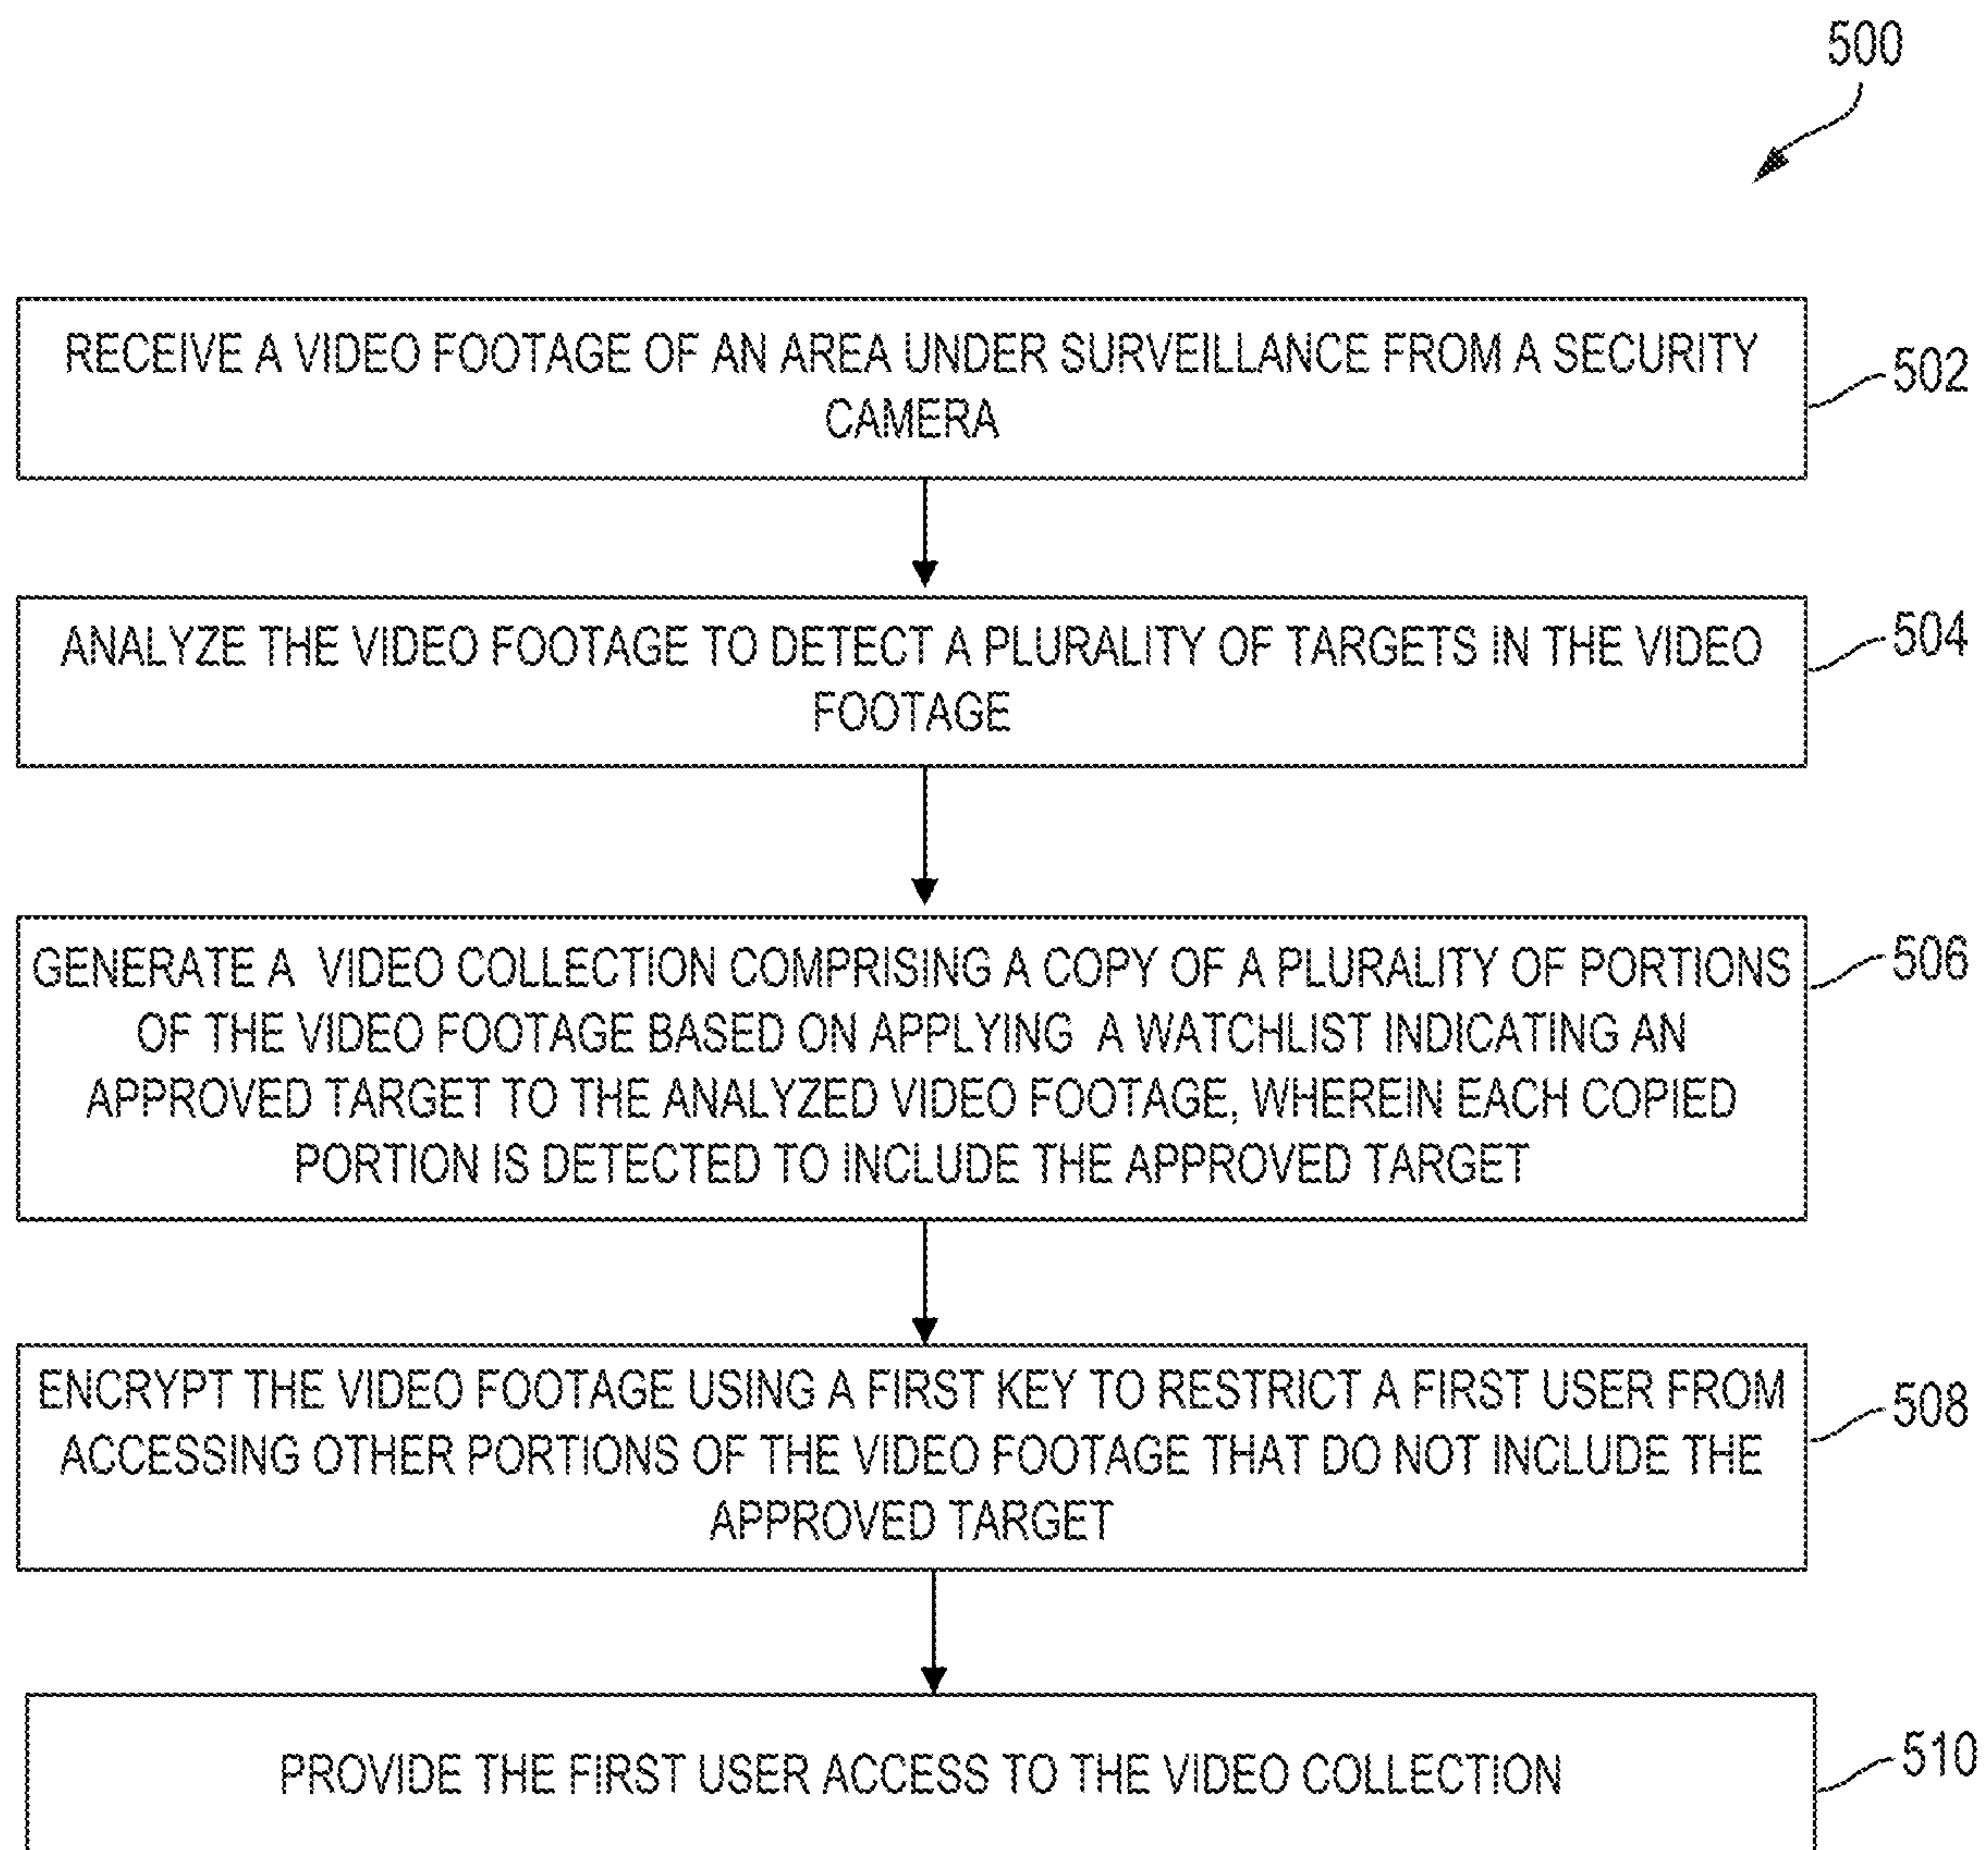 500
RECEIVE A VIDEO FOOTAGE OF AN AREA UNDER SURVEILLANCE FROM A SECURITY
CAMERA
502
ANALYZE THE VIDEO FOOTAGE TO DETECT A PLURALITY OF TARGETS IN THE VIDEO
FOOTAGE
504
GENERATE A VIDEO COLLECTION COMPRISING A COPY OF A PLURALITY OF PORTIONS
OF THE VIDEO FOOTAGE BASED ON APPLYING A WATCHLIST INDICATING AN
APPROVED TARGET TO THE ANALYZED VIDEO FOOTAGE, WHEREIN EACH COPIED
PORTION IS DETECTED TO INCLUDE THE APPROVED TARGET
506
ENCRYPT THE VIDEO FOOTAGE USING A FIRST KEY TO RESTRICT A FIRST USER FROM
ACCESSING OTHER PORTIONS OF THE VIDEO FOOTAGE THAT DO NOT INCLUDE THE
APPROVED TARGET
508
PROVIDE THE FIRST USER ACCESS TO THE VIDEO COLLECTION
510